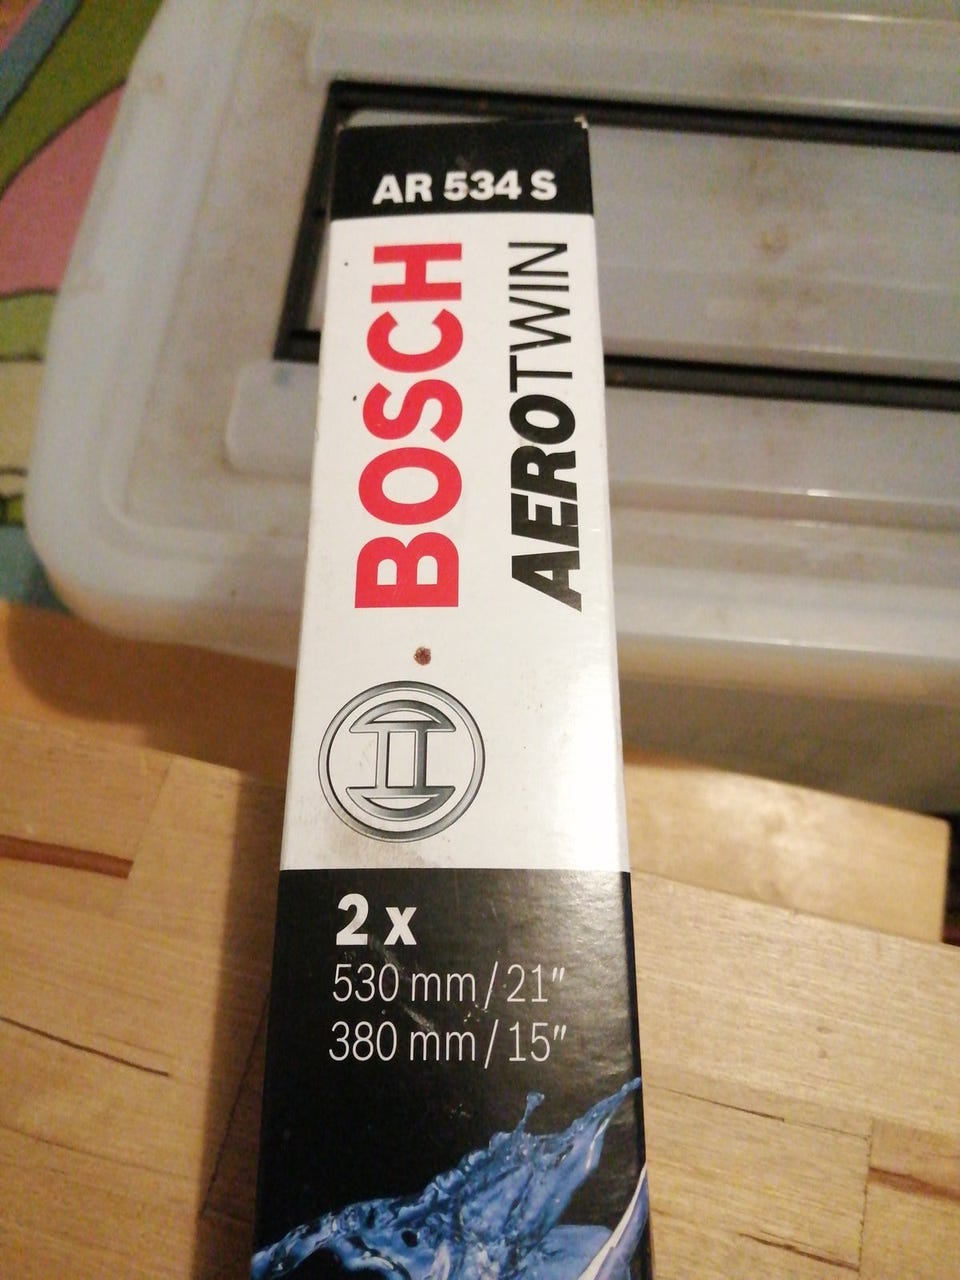 AR 534 S
BOSCH
AEROTWIN
2 x
530 mm / 21"
380 mm / 15"